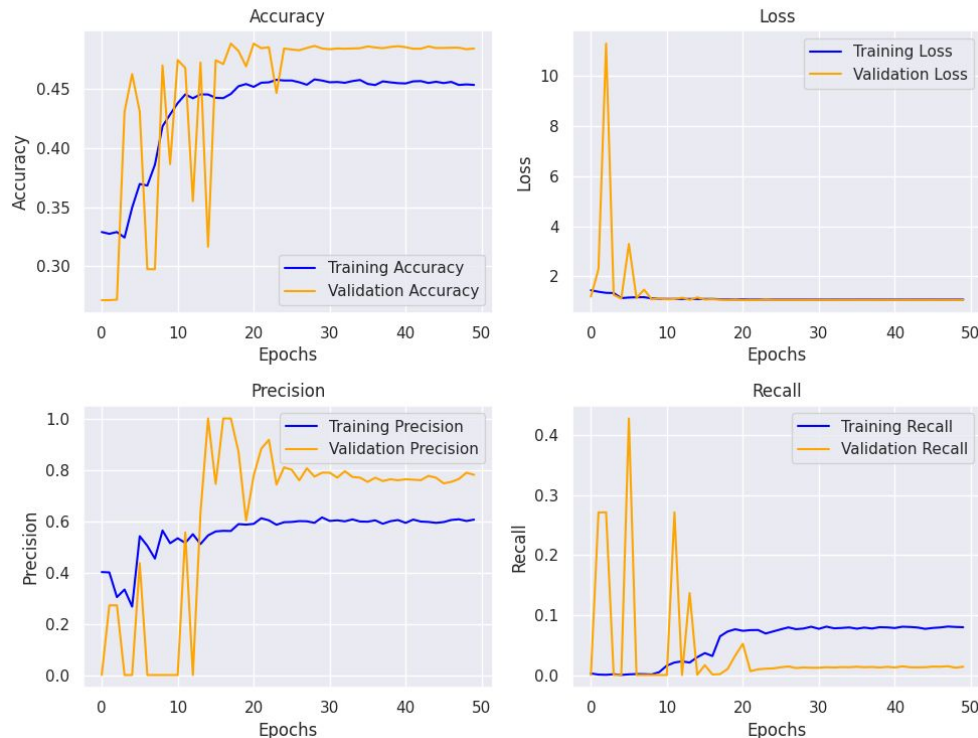 Accuracy
Accuracy
0.45
0.40
0.35
0.30
Training Accuracy
Validation Accuracy
0 10 20 30 40 50
Epochs
Loss
Loss
10
8
6
4
2
Training Loss
Validation Loss
0 10 20 30 40 50
Epochs
Precision
Precision
1.0
0.8
0.6
0.4
0.2
0.0
Training Precision
Validation Precision
0 10 20 30 40 50
Epochs
Recall
Recall
0.4
0.3
0.2
0.1
0.0
Training Recall
Validation Recall
0 10 20 30 40 50
Epochs